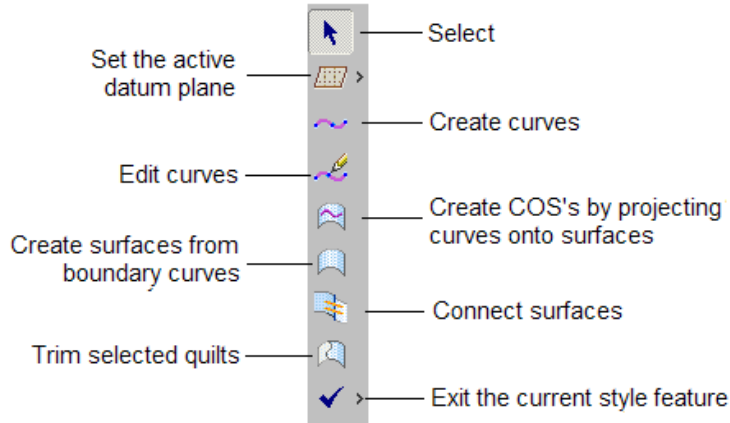 Select
Set the active
datum plane
Create curves
Edit curves
Create COS's by projecting
curves onto surfaces
Create surfaces from
boundary curves
Connect surfaces
Trim selected quilts
Exit the current style feature